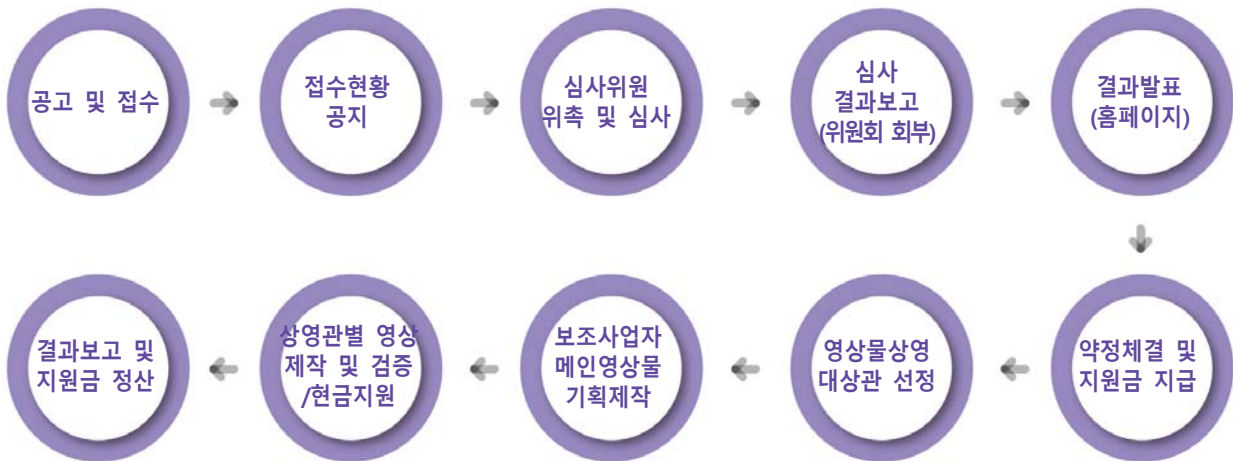 공고 및 접수
접수현황
공지
심사위원
위촉 및 심사
심사
결과보고
(위원회 회부)
결과발표
(홈페이지)
약정체결 및
지원금 지급
영상물상영
대상관 선정
보조사업자
메인영상물
기획제작
상영관별 영상
제작 및 검증
/현금지원
결과보고 및
지원금 정산